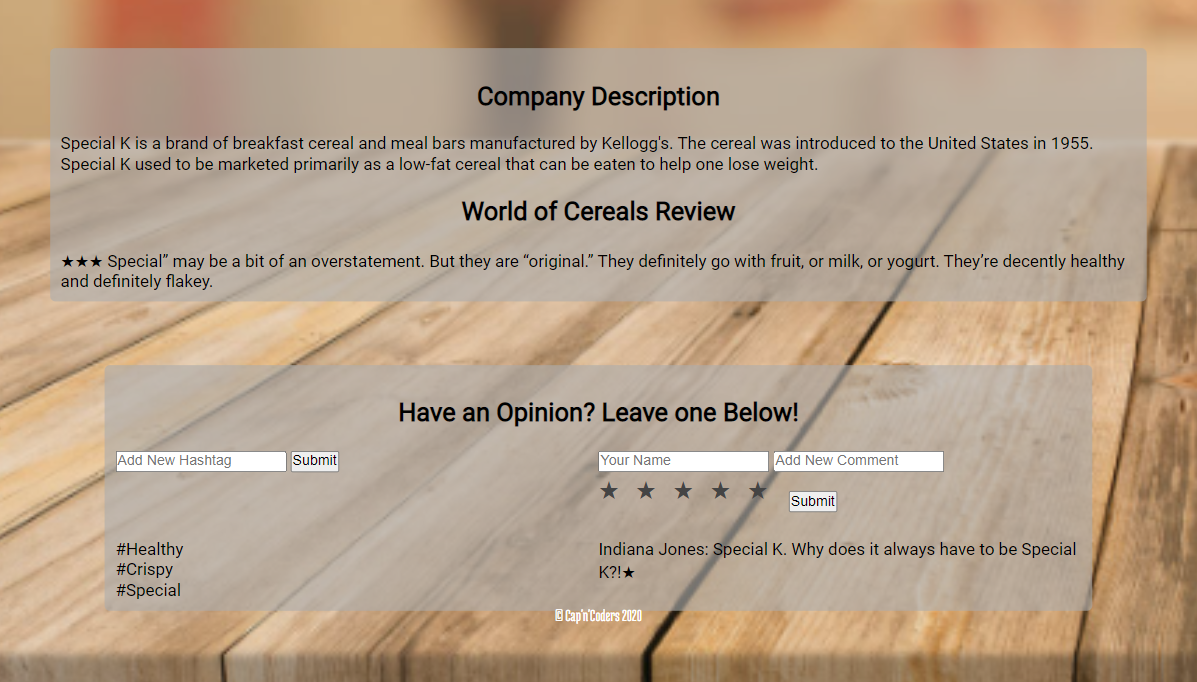 Company Description
Special K is a brand of breakfast cereal and meal bars manufactured by Kellogg's. The cereal was introduced to the United States in 1955.
Special K used to be marketed primarily as a low-fat cereal that can be eaten to help one lose weight.
World of Cereals Review
★★★ Special” may be a bit of an overstatement. But they are “original.” They definitely go with fruit, or milk, or yogurt. They’re decently healthy
and definitely flakey.
Have an Opinion? Leave one Below!
Add New Hashtag Submit
Your Name Add New Comment
★ ★ ★ ★ ★ Submit
#Healthy
#Crispy
#Special
Indiana Jones: Special K. Why does it always have to be Special
K?!★
© Cap'n'Coders 2020